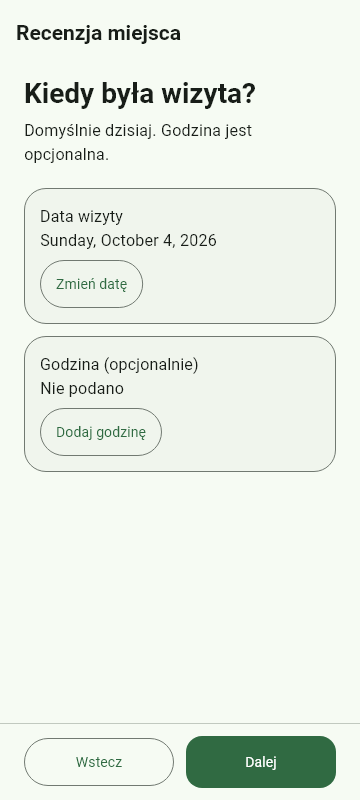 Recenzja miejsca
Kiedy była wizyta?
Domyślnie dzisiaj. Godzina jest
opcjonalna.
Data wizyty
Sunday, October 4, 2026
Zmień datę
Godzina (opcjonalnie)
Nie podano
Dodaj godzinę
Wstecz
Dalej